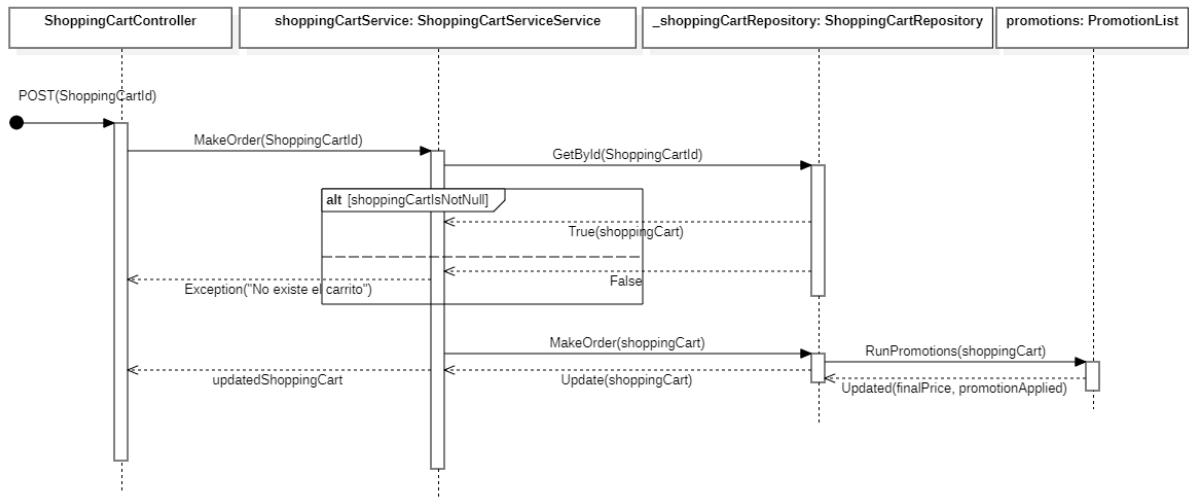 ShoppingCartController
shoppingCartService: ShoppingCartServiceService
_shoppingCartRepository: ShoppingCartRepository
promotions: PromotionList
POST(ShoppingCartId)
MakeOrder(ShoppingCartId)
GetById(ShoppingCartId)
alt [shoppingCartIsNotNull]
True(shoppingCart)
False
Exception("No existe el carrito")
MakeOrder(shoppingCart)
RunPromotions(shoppingCart)
updatedShoppingCart
Update(shoppingCart)
Updated(finalPrice, promotionApplied)